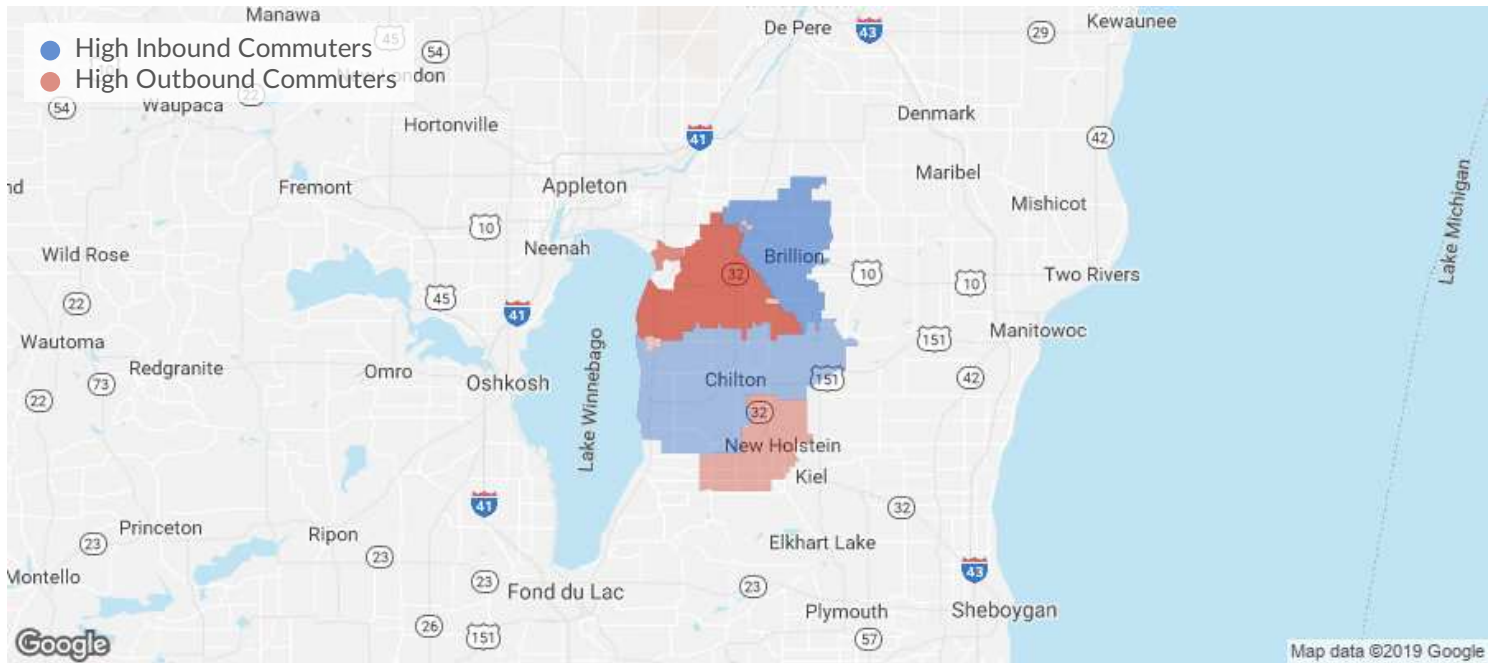 Manawa
De Pere
43
29
Kewaunee
High Inbound Commuters
45
54
High Outbound Commuters
54
Waupaca
22
Hortonville
41
Denmark
42
Maribel
Fremont
Appleton
Mishicot
10
Neenah
Wild Rose
Brillion
32
10
10
Two Rivers
22
45
41
Manitowoc
Wautoma
151
Redgranite
Omro
Oshkosh
Chilton
151
42
73
22
32
Lake Winnebago
Lake Michigan
New Holstein
Kiel
41
32
Princeton
Ripon
23
23
Elkhart Lake
43
Montello
23
Fond du Lac
23
Plymouth
Sheboygan
26
151
57
Google
Map data ©2019 Google